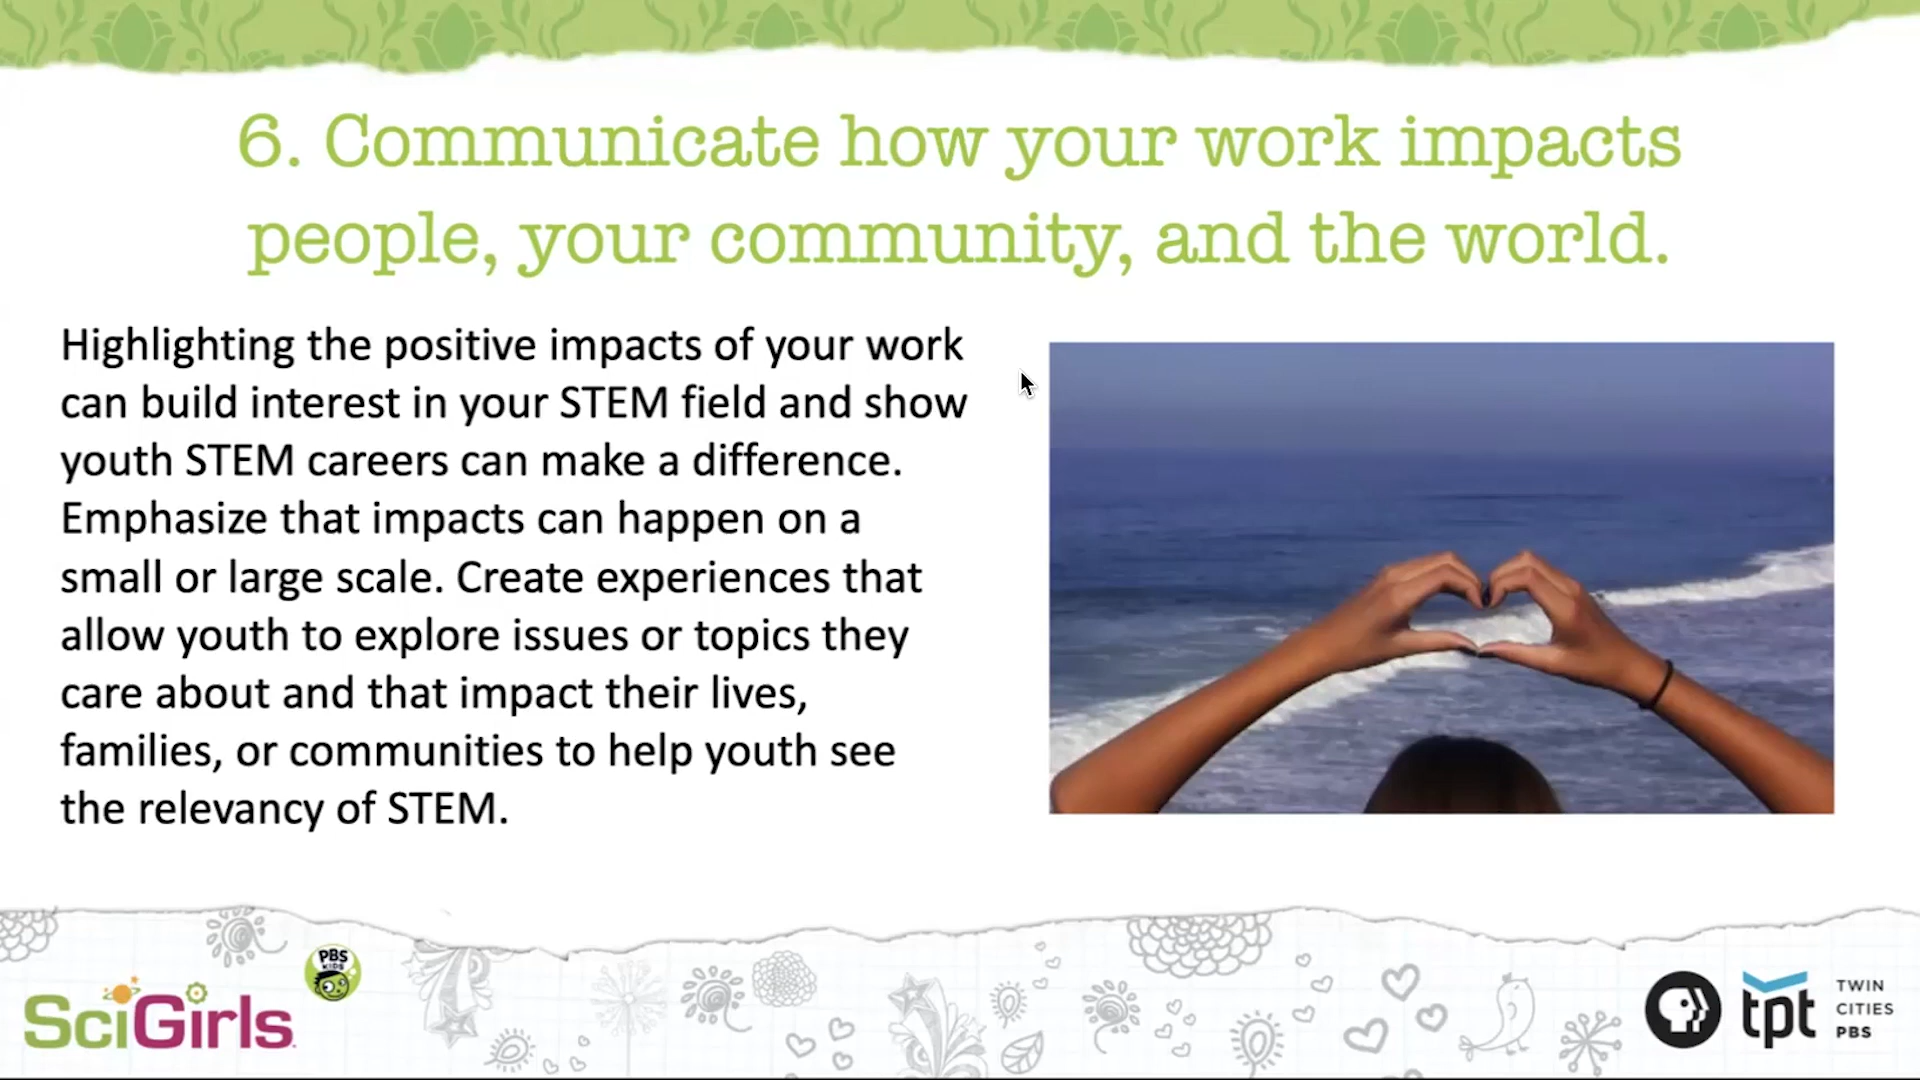 6. Communicate how your work impacts
people, your community, and the world.
Highlighting the positive impacts of your work
can build interest in your STEM field and show
youth STEM careers can make a difference.
Emphasize that impacts can happen on a
small or large scale. Create experiences that
allow youth to explore issues or topics they
care about and that impact their lives,
families, or communities to help youth see
the relevancy of STEM.
PBS
KIDS
SciGirls
tpt
TWIN
CITIES
PBS